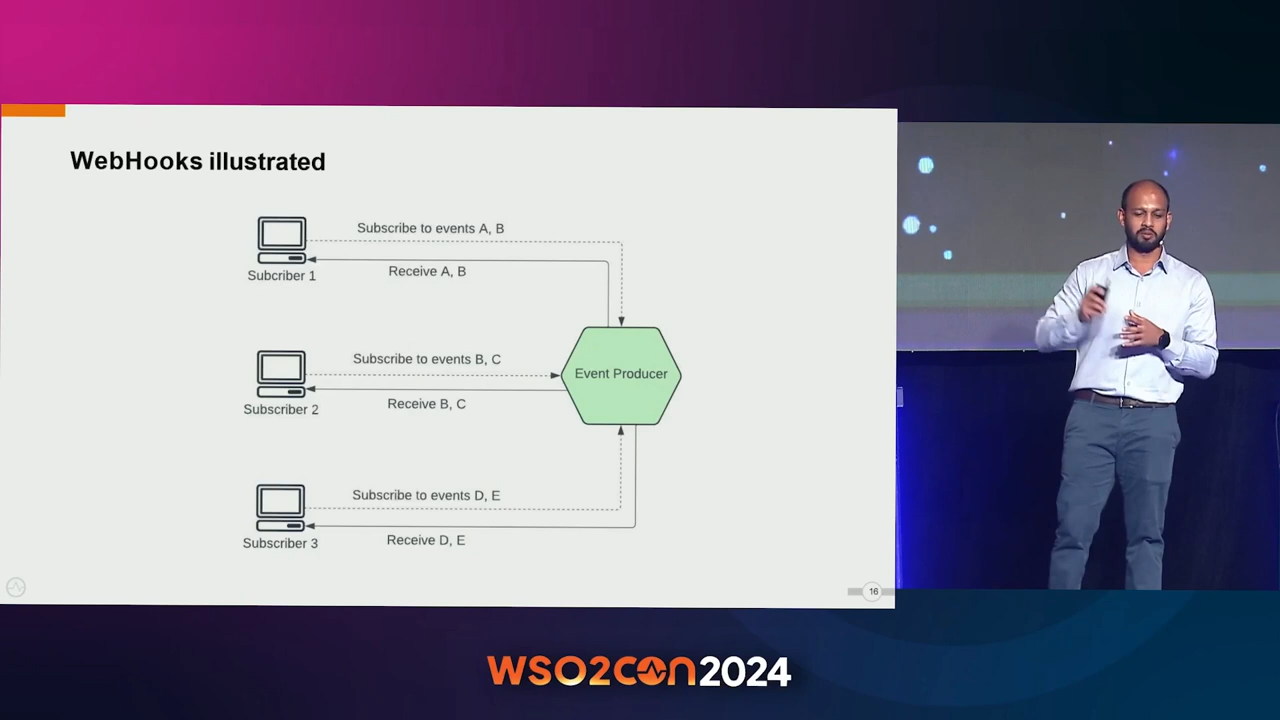 WebHooks illustrated
Subscribe to events A, B
Receive A, B
Subcriber 1
Subscribe to events B, C
Receive B, C
Subscriber 2
Event Producer
Subscribe to events D, E
Receive D, E
Subscriber 3
16
WSO2CON2024